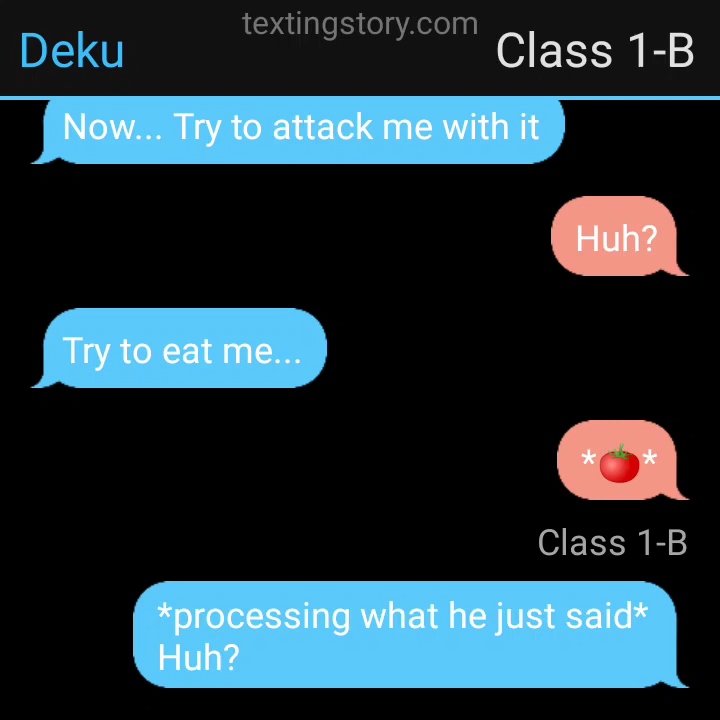 textingstory.com
Deku
Class 1-B
Now... Try to attack me with it
Huh?
Try to eat me...
*🍅*
Class 1-B
*processing what he just said*
Huh?